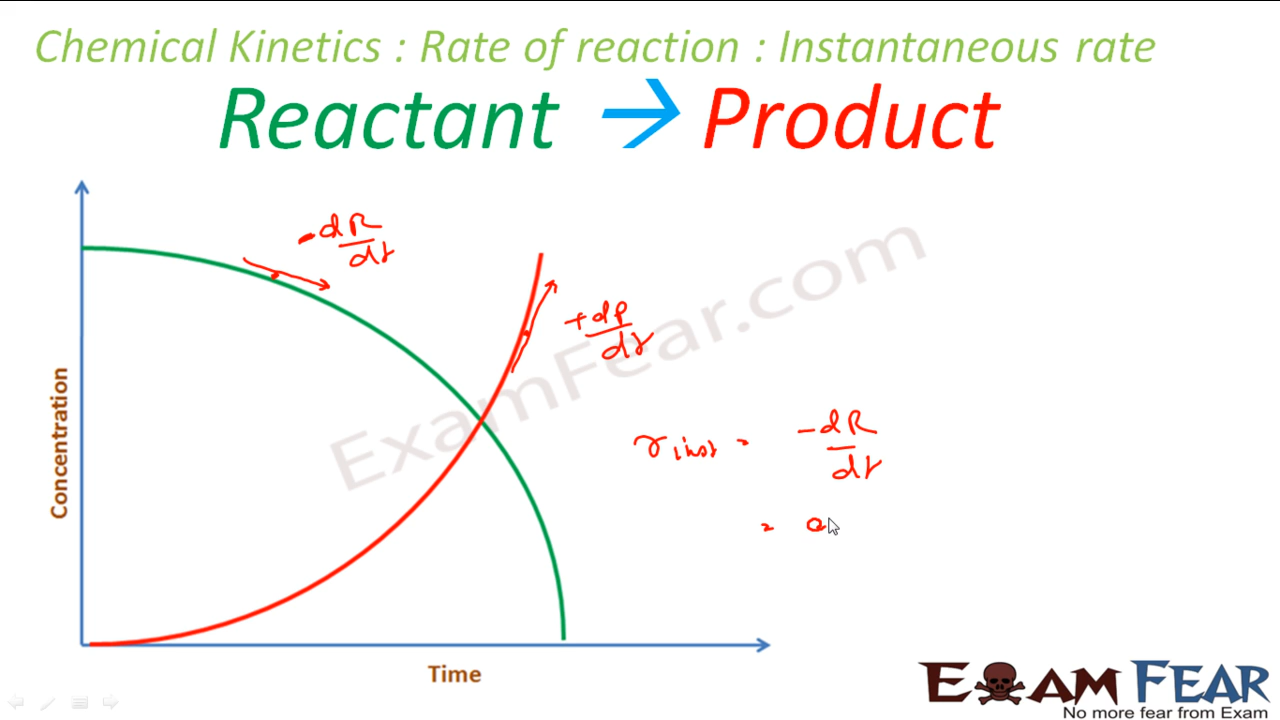 Chemical Kinetics : Rate of reaction : Instantaneous rate
Reactant → Product
-dR
dt
+dP
dt
ExamFear.com
Concentration
r inst = -dR
dt
=
Time
EXAM FEAR
No more fear from Exam